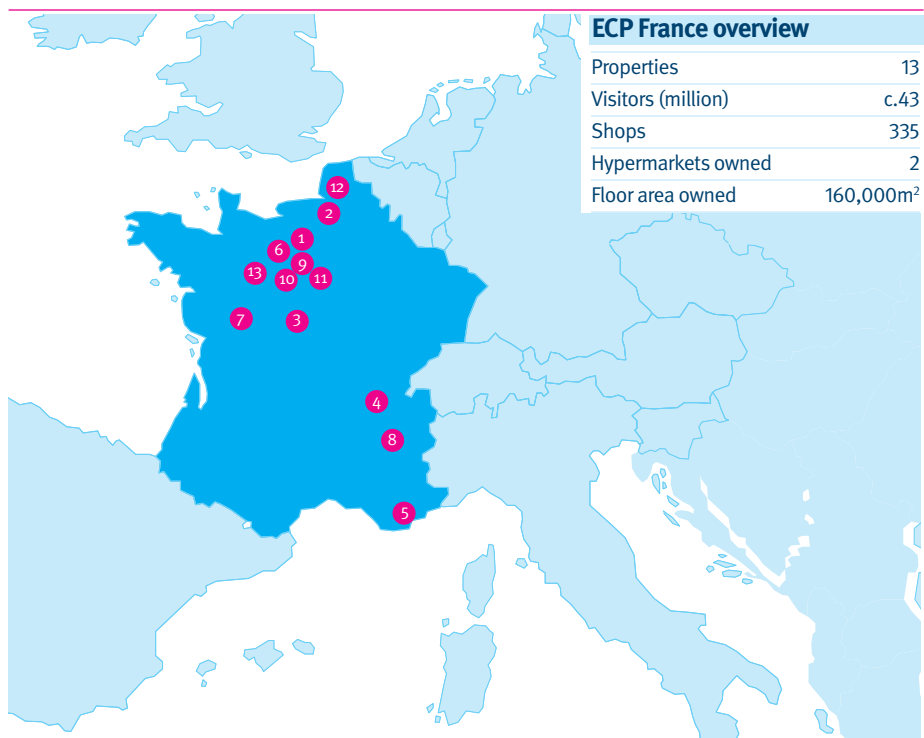 ECP France overview
Properties 13
Visitors (million) c.43
Shops 335
Hypermarkets owned 2
Floor area owned 160,000m²
12
2
1
6
9
13
10
11
7
3
4
8
5